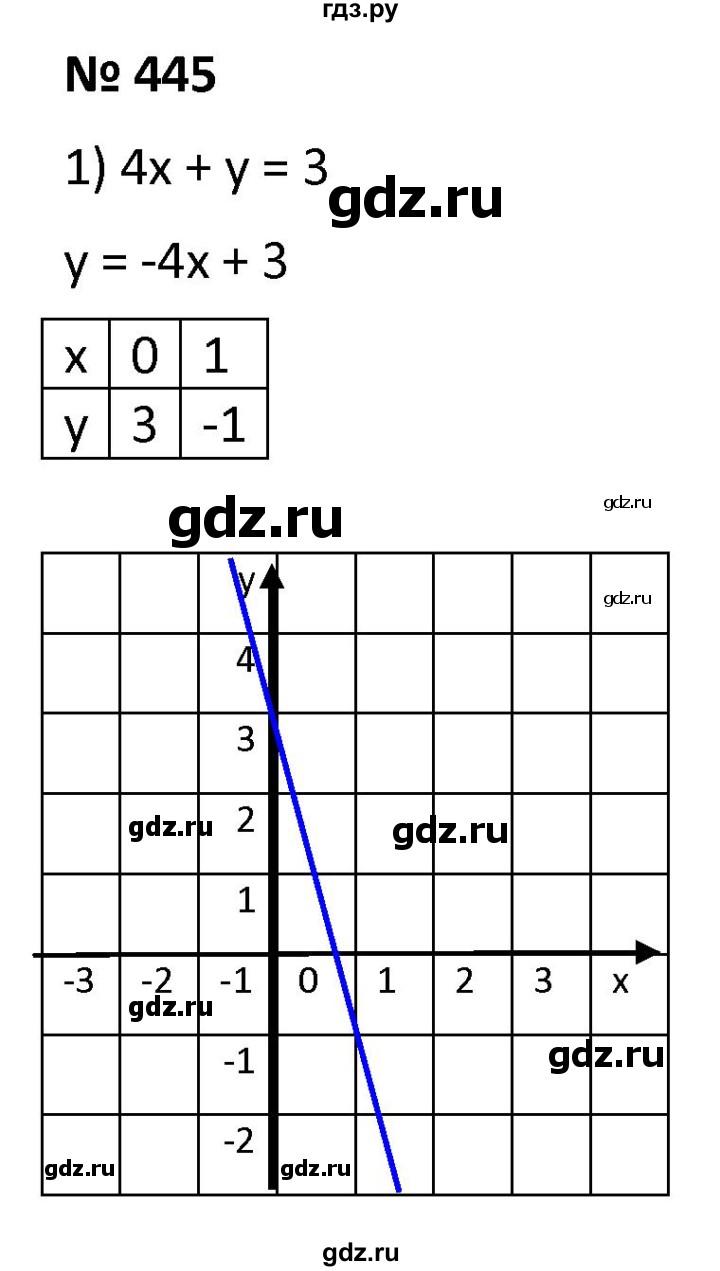 гдз.ру
№ 445
1) 4x + y = 3
gdz.ru
y = -4x + 3
x 0 1
y 3 -1
gdz.ru
gdz.ru
y
gdz.ru
4
3
gdz.ru
2
gdz.ru
1
-3 -2 -1 0 1 2 3 x
gdz.ru
-1
gdz.ru
-2
gdz.ru
gdz.ru
gdz.ru